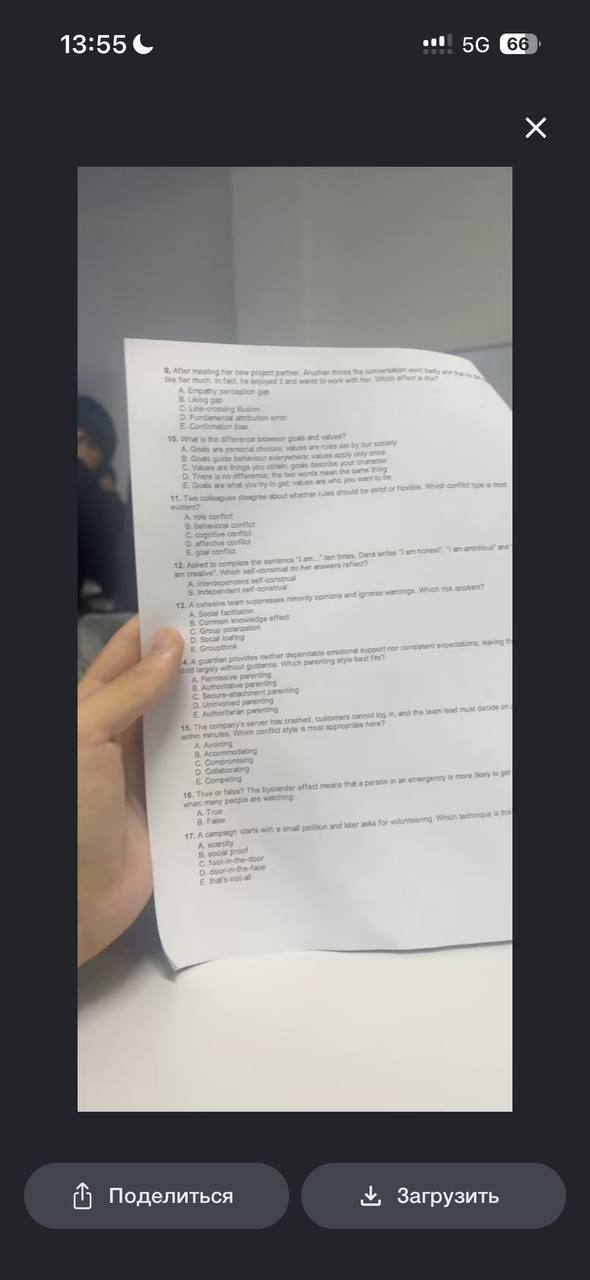 13:55
5G 66
9. After meeting her new project partner, Aruzhan thinks the conversation went badly and that he
like her much. In fact, he enjoyed it and wants to work with her. Which effect is this?
A. Empathy perception gap
B. Liking gap
C. Line-crossing illusion
D. Fundamental attribution error
E. Confirmation bias
10. What is the difference between goals and values?
A. Goals are personal choices; values are rules set by our society
B. Goals guide behaviour everywhere; values apply only once
C. Values are things you obtain; goals describe your character
D. There is no difference; the two words mean the same thing
E. Goals are what you try to get; values are who you want to be
11. Two colleagues disagree about whether rules should be strict or flexible. Which conflict type is most
evident?
A. role conflict
B. behavioral conflict
C. cognitive conflict
D. affective conflict
E. goal conflict
12. Asked to complete the sentence "I am..." ten times, Dana writes "I am honest", "I am ambitious" and
am creative". Which self-construal do her answers reflect?
A. Interdependent self-construal
B. Independent self-construal
13. A cohesive team suppresses minority opinions and ignores warnings. Which risk appears?
A. Social facilitation
B. Common knowledge effect
C. Group polarization
D. Social loafing
E. Groupthink
4. A guardian provides neither dependable emotional support nor consistent expectations, leaving
child largely without guidance. Which parenting style best fits?
A. Permissive parenting
B. Authoritative parenting
C. Secure-attachment parenting
D. Uninvolved parenting
E. Authoritarian parenting
15. The company's server has crashed, customers cannot log in, and the team lead must decide on
within minutes. Which conflict style is most appropriate here?
A. Avoiding
B. Accommodating
C. Compromising
D. Collaborating
E. Competing
16. True or false? The bystander effect means that a person in an emergency is more likely to get
when many people are watching.
A. True
B. False
17. A campaign starts with a small petition and later asks for volunteering. Which technique is this
A. scarcity
B. social proof
C. foot-in-the-door
D. door-in-the-face
E. that's-not-all
Поделиться
Загрузить